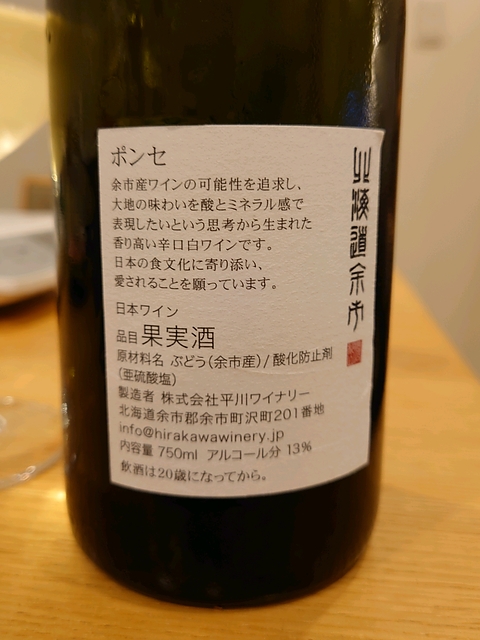 ポンセ
余市産ワインの可能性を追求し、
大地の味わいを酸とミネラル感で
表現したいという思考から生まれた
香り高い辛口白ワインです。
日本の食文化に寄り添い、
愛されることを願っています。
日本ワイン
品目 果実酒
原材料名 ぶどう(余市産)/ 酸化防止剤
(亜硫酸塩)
製造者 株式会社平川ワイナリー
北海道余市郡余市町沢町201番地
info@hirakawawinery.jp
内容量 750ml アルコール分 13%
飲酒は20歳になってから。
北海道余市